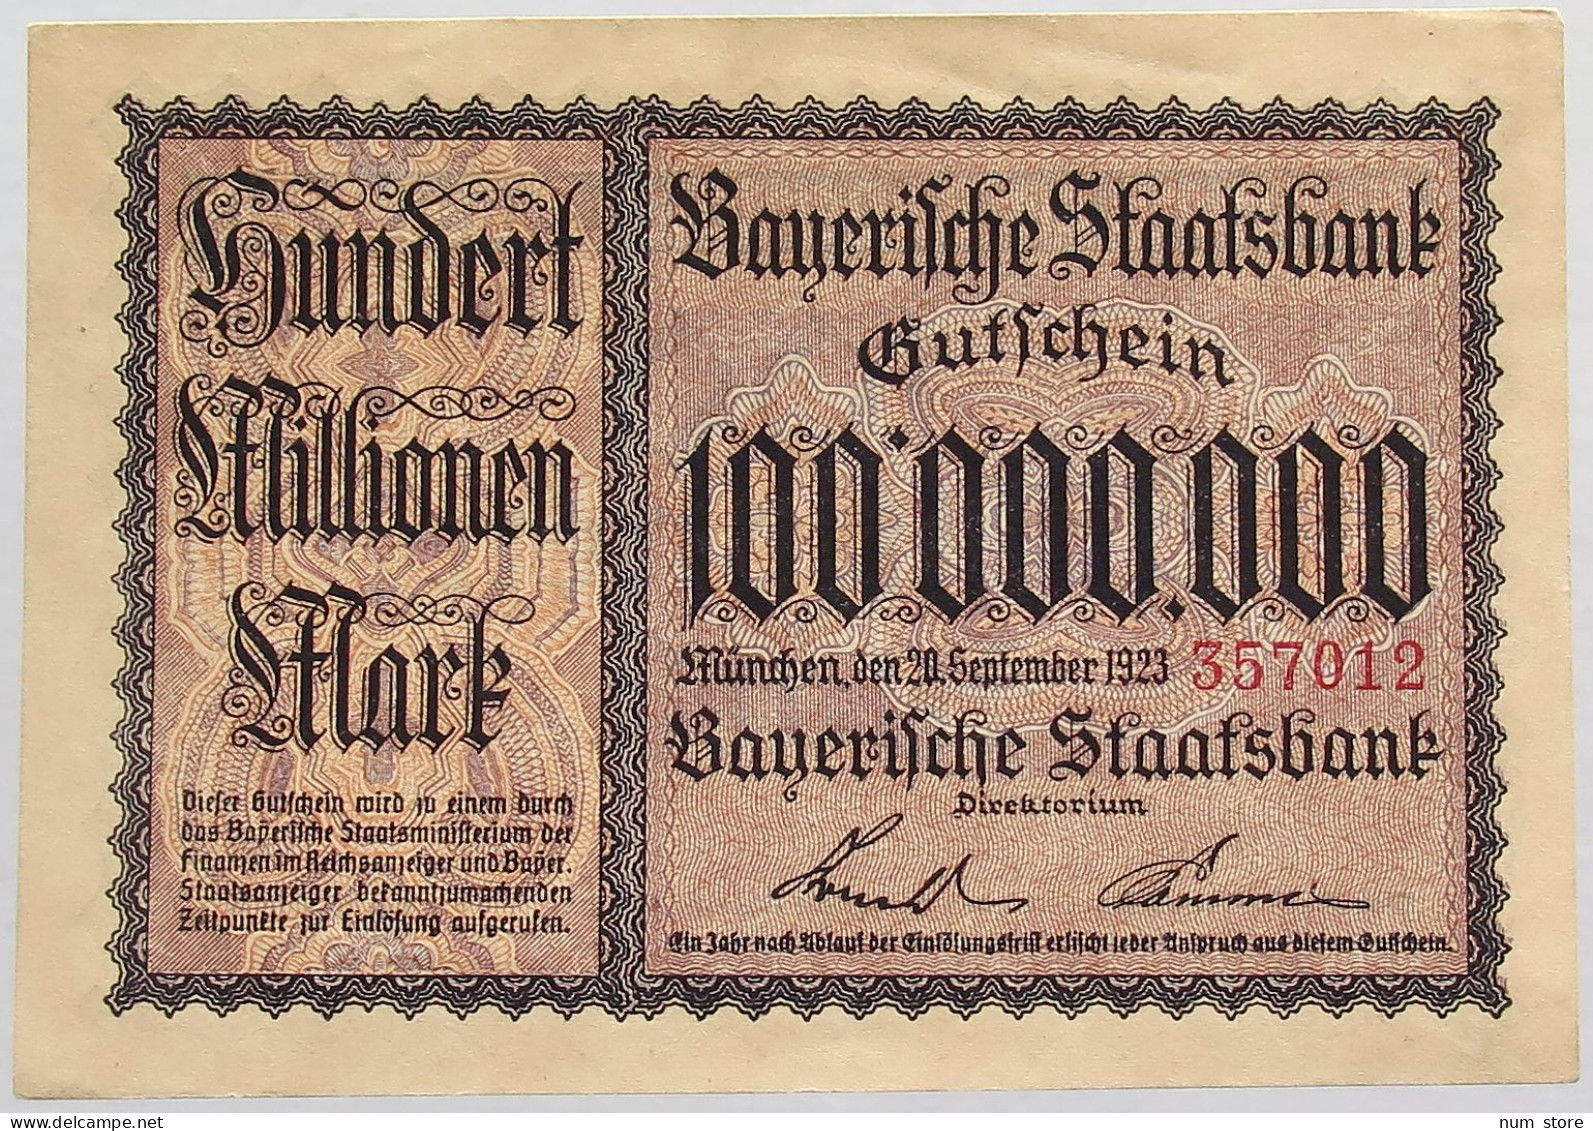 Hundert
Millionen
Mark
Dieser Gutschein wird zu einem durch
das Bayerische Staatsministerium der
Finanzen im Reichsanzeiger und Bayer.
Staatsanzeiger bekanntzumachenden
Zeitpunkte zur Einlösung aufgerufen.
Bayerische Staatsbank
Gutschein
100.000.000
München, den 20. September 1923 357012
Bayerische Staatsbank
Direktorium
Ein Jahr nach Ablauf der Einlösungsfrist erlischt jeder Anspruch aus diesem Gutschein.
num store